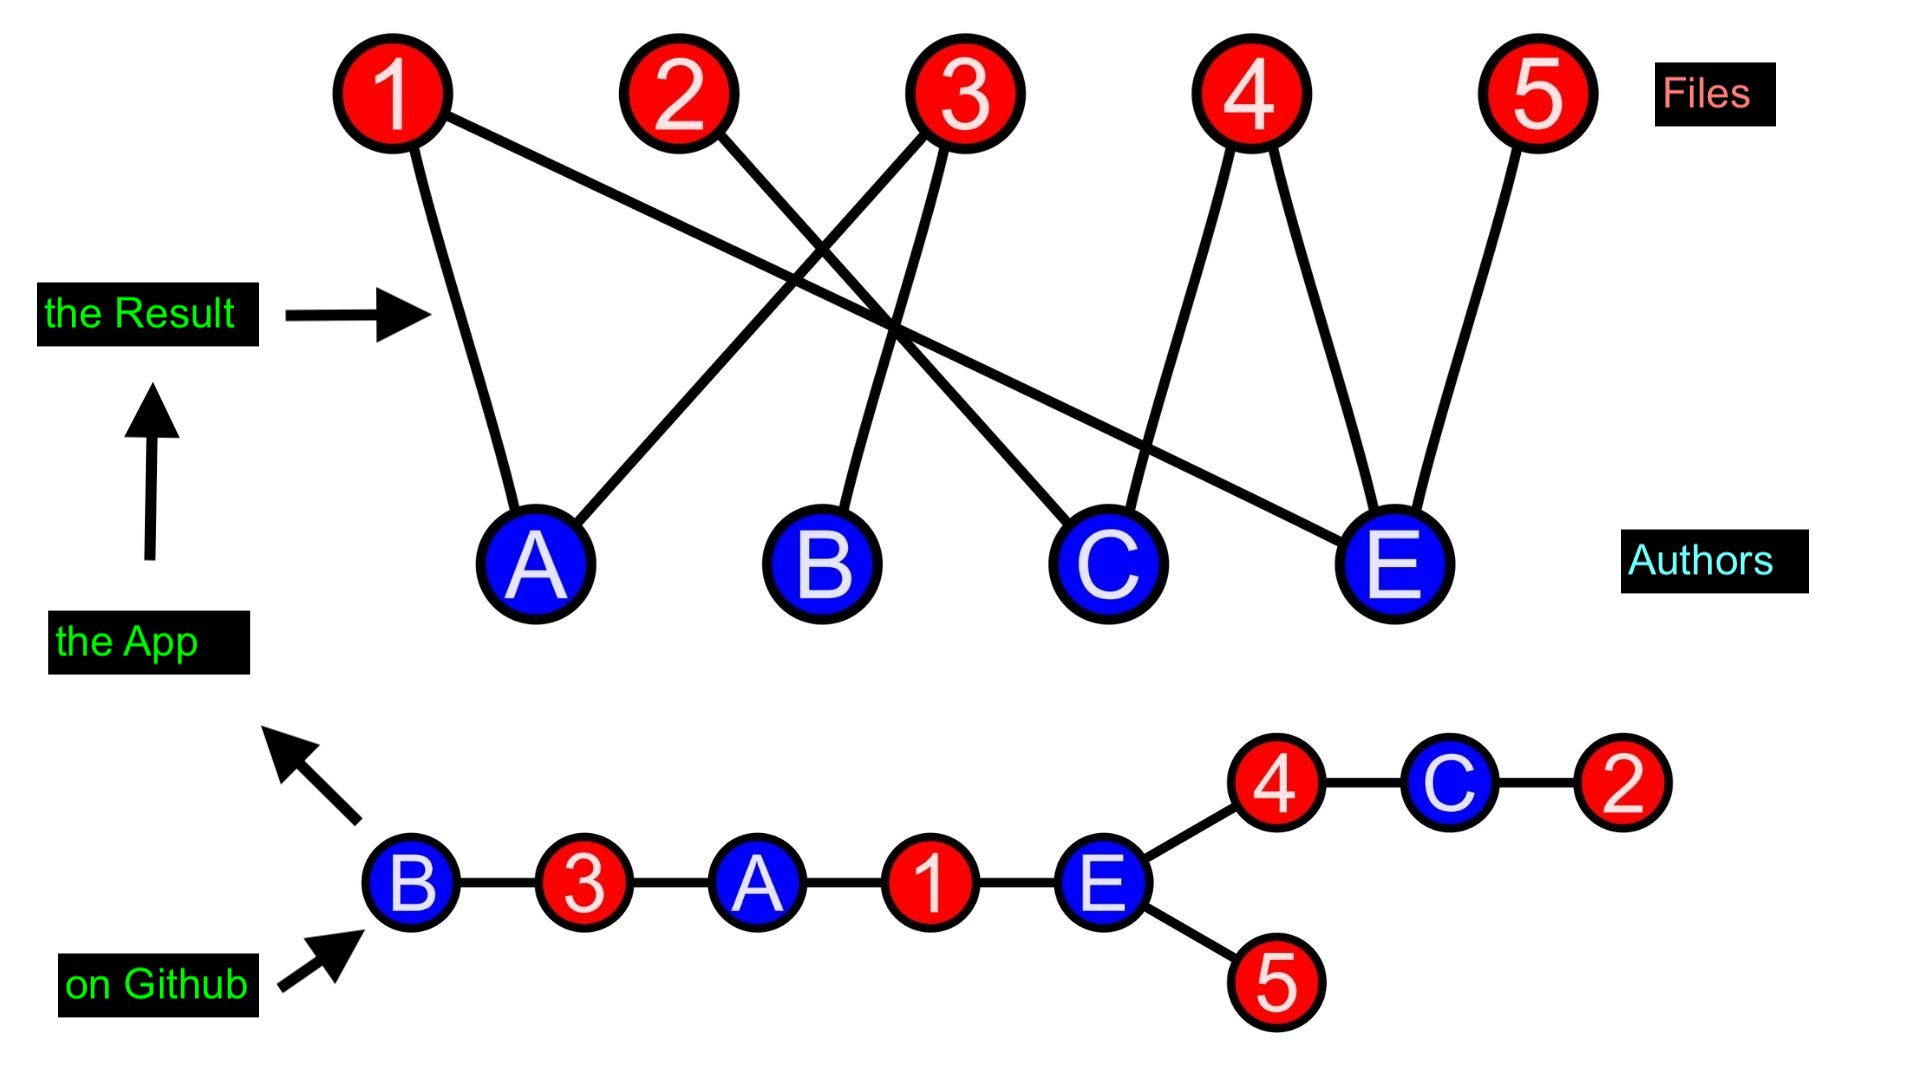 1 2 3 4 5 Files
the Result
A B C E Authors
the App
4 C 2
B 3 A 1 E
5
on Github